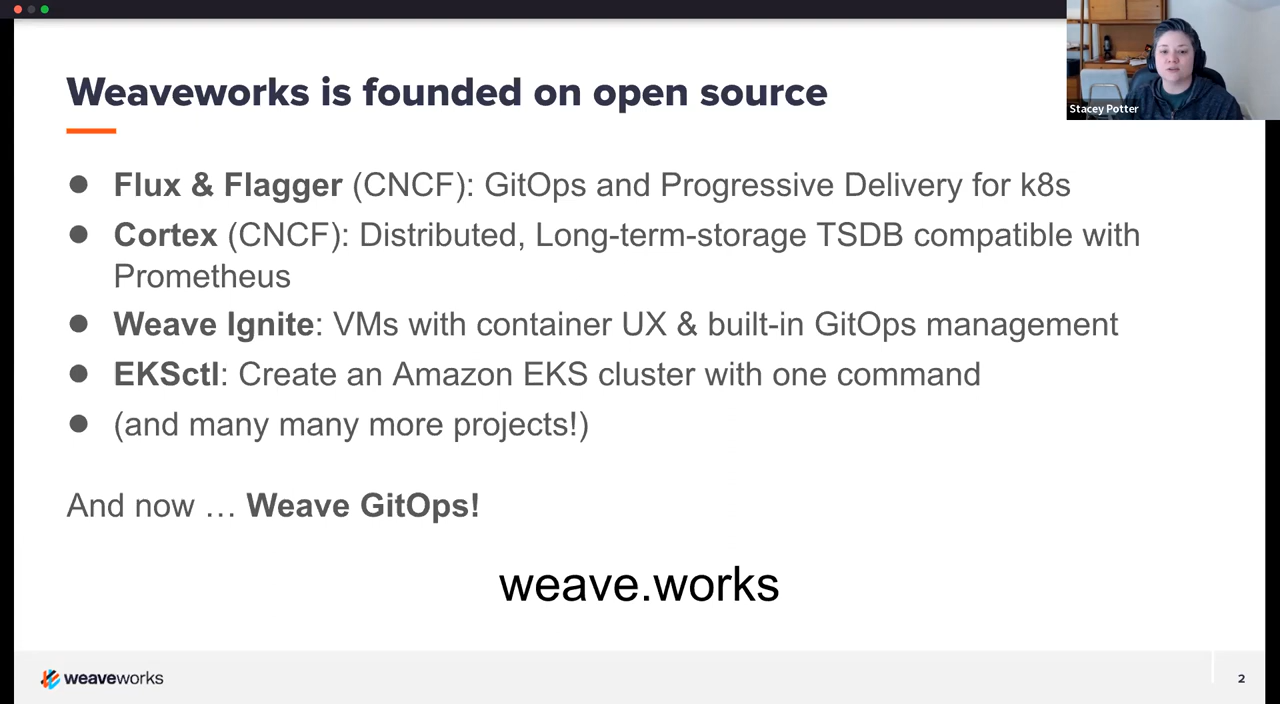 Weaveworks is founded on open source
Stacey Potter
● Flux & Flagger (CNCF): GitOps and Progressive Delivery for k8s
● Cortex (CNCF): Distributed, Long-term-storage TSDB compatible with
Prometheus
● Weave Ignite: VMs with container UX & built-in GitOps management
● EKSctl: Create an Amazon EKS cluster with one command
● (and many many more projects!)
And now … Weave GitOps!
weave.works
weaveworks
2